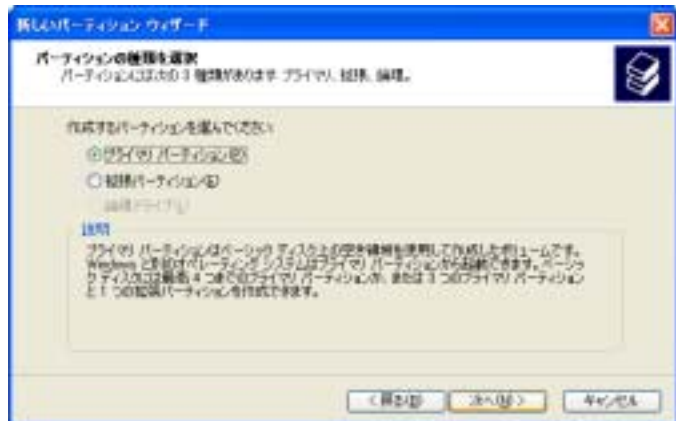 新しいパーティション ウィザード
パーティションの種類を選択
パーティションには次の 3 種類があります: プライマリ、拡張、論理。
作成するパーティションを選んでください:
プライマリ パーティション(P)
拡張パーティション(E)
論理ドライブ(L)
説明
プライマリ パーティションはベーシック ディスク上の空き領域を使用して作成したボリュームです。
Windows とほかのオペレーティング システムはプライマリ パーティションから起動できます。ベーシッ
ク ディスクには最高 4 つまでのプライマリ パーティションか、または 3 つのプライマリ パーティション
と 1 つの拡張パーティションを作成できます。
< 戻る(B)
次へ(N) >
キャンセル